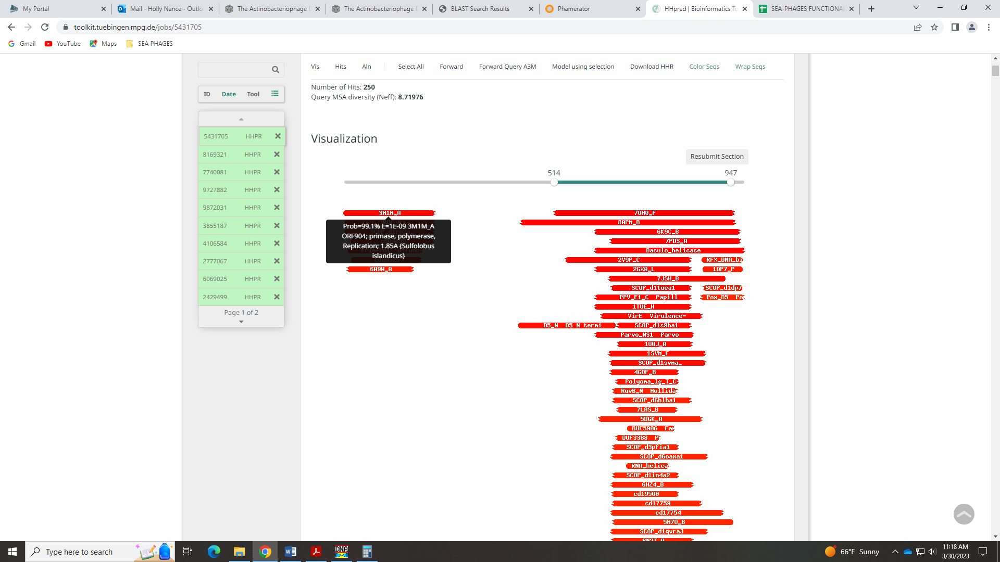 My Portal
Mail - Holly Nance - Outlo
The Actinobacteriophage D
The Actinobacteriophage D
BLAST Search Results
Phamerator
HHpred | Bioinformatics To
SEA-PHAGES FUNCTIONAL
toolkit.tuebingen.mpg.de/jobs/5431705
Gmail
YouTube
Maps
SEA PHAGES
Vis
Hits
Aln
Select All
Forward
Forward Query A3M
Model using selection
Download HHR
Color Seqs
Wrap Seqs
Number of Hits: 250
Query MSA diversity (Neff): 8.71976
ID Date Tool
5431705 HHPR
8169321 HHPR
7740081 HHPR
9727882 HHPR
9872031 HHPR
3855187 HHPR
4106584 HHPR
2777067 HHPR
6069025 HHPR
2429499 HHPR
Page 1 of 2
Visualization
Resubmit Section
514 947
3M1M_A 7OM0_F
Prob=99.1% E=1E-09 3M1M_A
ORF904; primase, polymerase,
Replication; 1.85A {Sulfolobus
islandicus}
8APM_B
6K9C_B
7PDS_A
Baculo_helicase
2V9P_C RFX_DNA_bi
6A9W_A 2GXA_L 1DP7_P
7JSH_B
SCOP_d1tuea1 SCOP_d1dp7
PPV_E1_C Papill Pox_D5 Po
1TUE_H
VirE Virulence-
D5_N D5 N termi SCOP_d1s9ha1
Parvo_NS1 Parvo
1U0J_A
1SVM_F
SCOP_d1svma_
4GDF_B
Polyoma_lg_T_C
RuvB_N Hollida
SCOP_d6blba1
7LAS_B
5DGK_A
DUF5906 Fam
DUF3388 P
SCOP_d3pfia1
SCOP_d6oaxa1
RNA_helica
SCOP_d1in4a2
6HZ4_B
cd19500
cd17759
cd17754
5M7O_B
SCOP_d1qvra3
6N2T_A
Type here to search
DNA
66°F Sunny
11:18 AM
3/30/2023